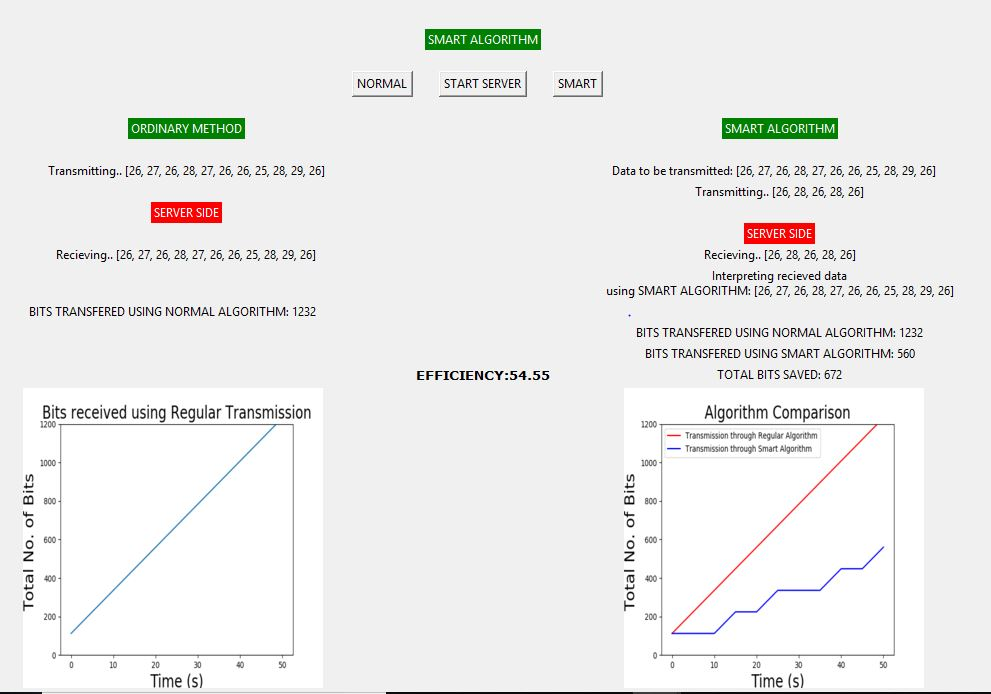 SMART ALGORITHM
NORMAL
START SERVER
SMART
ORDINARY METHOD
Transmitting.. [26, 27, 26, 28, 27, 26, 26, 25, 28, 29, 26]
SERVER SIDE
Recieving.. [26, 27, 26, 28, 27, 26, 26, 25, 28, 29, 26]
BITS TRANSFERED USING NORMAL ALGORITHM: 1232
SMART ALGORITHM
Data to be transmitted: [26, 27, 26, 28, 27, 26, 26, 25, 28, 29, 26]
Transmitting.. [26, 28, 26, 28, 26]
SERVER SIDE
Recieving.. [26, 28, 26, 28, 26]
Interpreting recieved data
using SMART ALGORITHM: [26, 27, 26, 28, 27, 26, 26, 25, 28, 29, 26]
BITS TRANSFERED USING NORMAL ALGORITHM: 1232
BITS TRANSFERED USING SMART ALGORITHM: 560
TOTAL BITS SAVED: 672
EFFICIENCY:54.55
Bits received using Regular Transmission
Total No. of Bits
1200
1000
800
600
400
200
0
0 10 20 30 40 50
Time (s)
Algorithm Comparison
Transmission through Regular Algorithm
Transmission through Smart Algorithm
Total No. of Bits
1200
1000
800
600
400
200
0
0 10 20 30 40 50
Time (s)